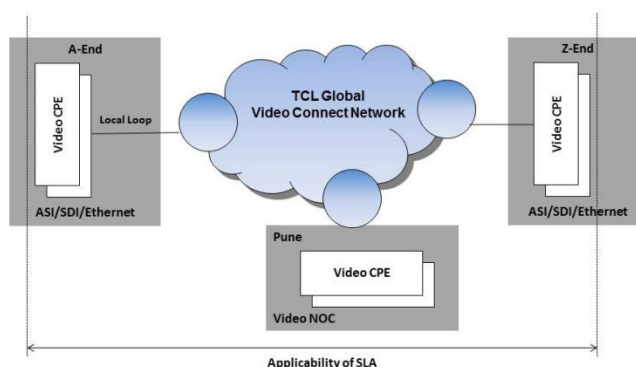 A-End
Z-End
TCL Global
Video Connect Network
Video CPE
Local Loop
Video CPE
ASI/SDI/Ethernet
ASI/SDI/Ethernet
Pune
Video CPE
Video NOC
Applicability of SLA